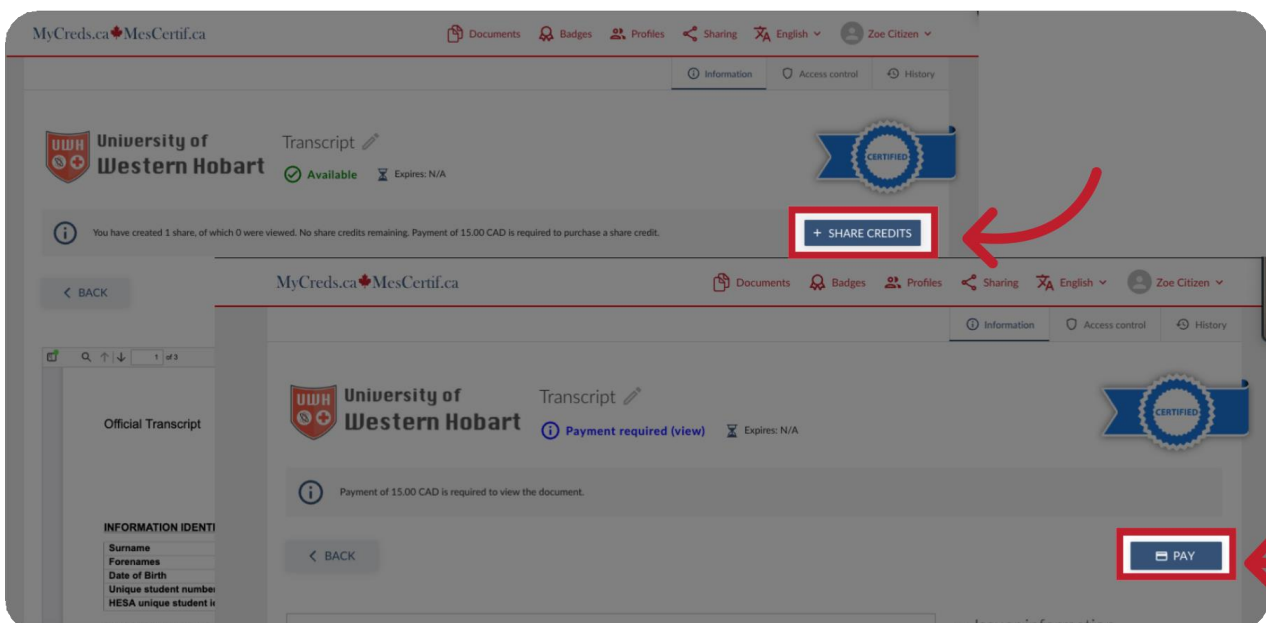 MyCreds.ca MesCertif.ca Documents Badges Profiles Sharing English Zoe Citizen
Information Access control History
UWH University of Western Hobart
Transcript
Available Expires: N/A
CERTIFIED
You have created 1 share, of which 0 were viewed. No share credits remaining. Payment of 15.00 CAD is required to purchase a share credit.
+ SHARE CREDITS
BACK
1 of 3
Official Transcript
INFORMATION IDENTI
Surname
Forenames
Date of Birth
Unique student number
HESA unique student
MyCreds.ca MesCertif.ca Documents Badges Profiles Sharing English Zoe Citizen
Information Access control History
UWH University of Western Hobart
Transcript
Payment required (view) Expires: N/A
CERTIFIED
Payment of 15.00 CAD is required to view the document.
BACK
PAY